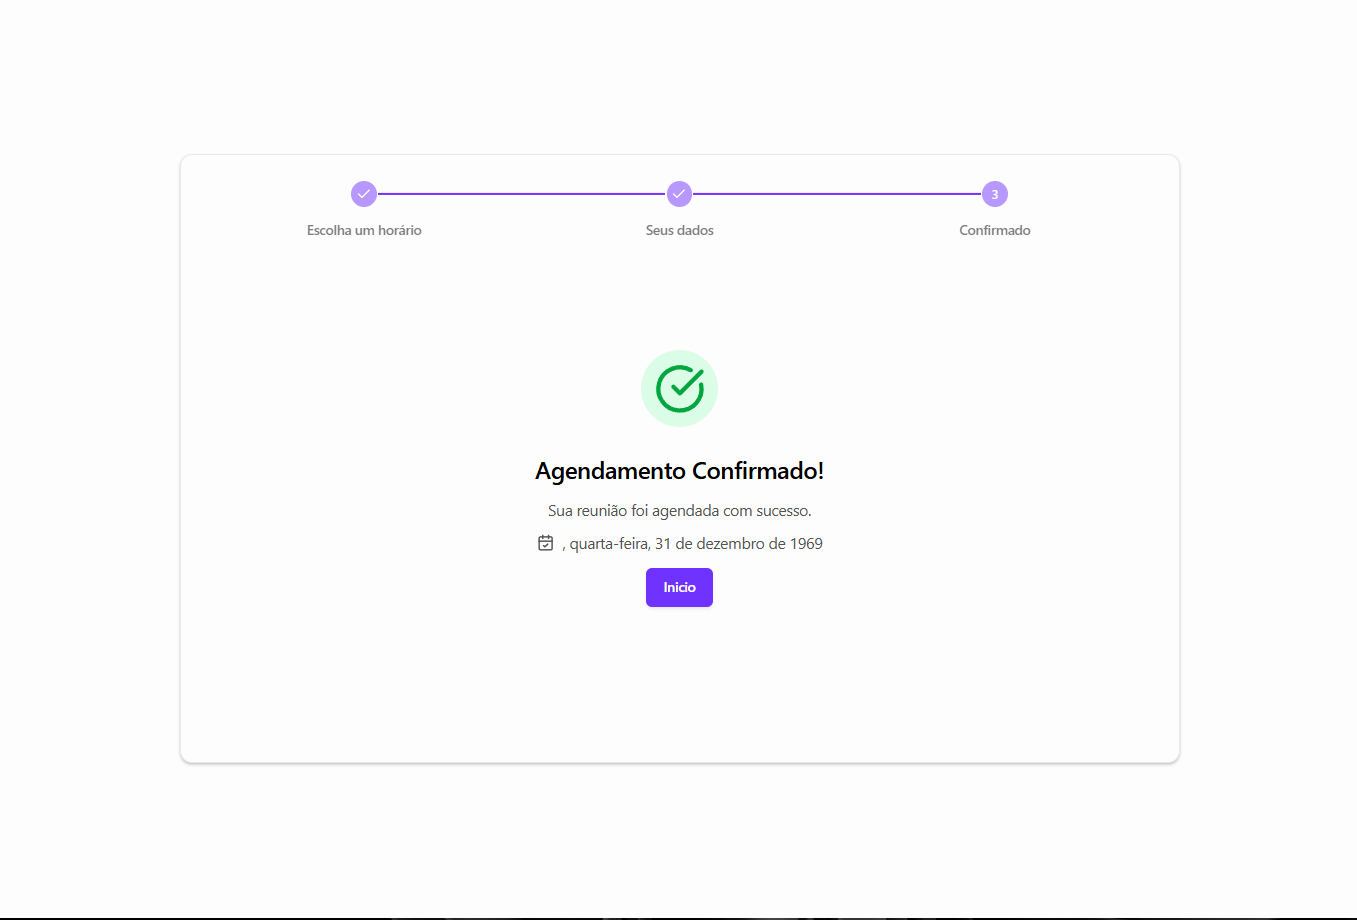 3
Escolha um horário
Seus dados
Confirmado
Agendamento Confirmado!
Sua reunião foi agendada com sucesso.
, quarta-feira, 31 de dezembro de 1969
Inicio